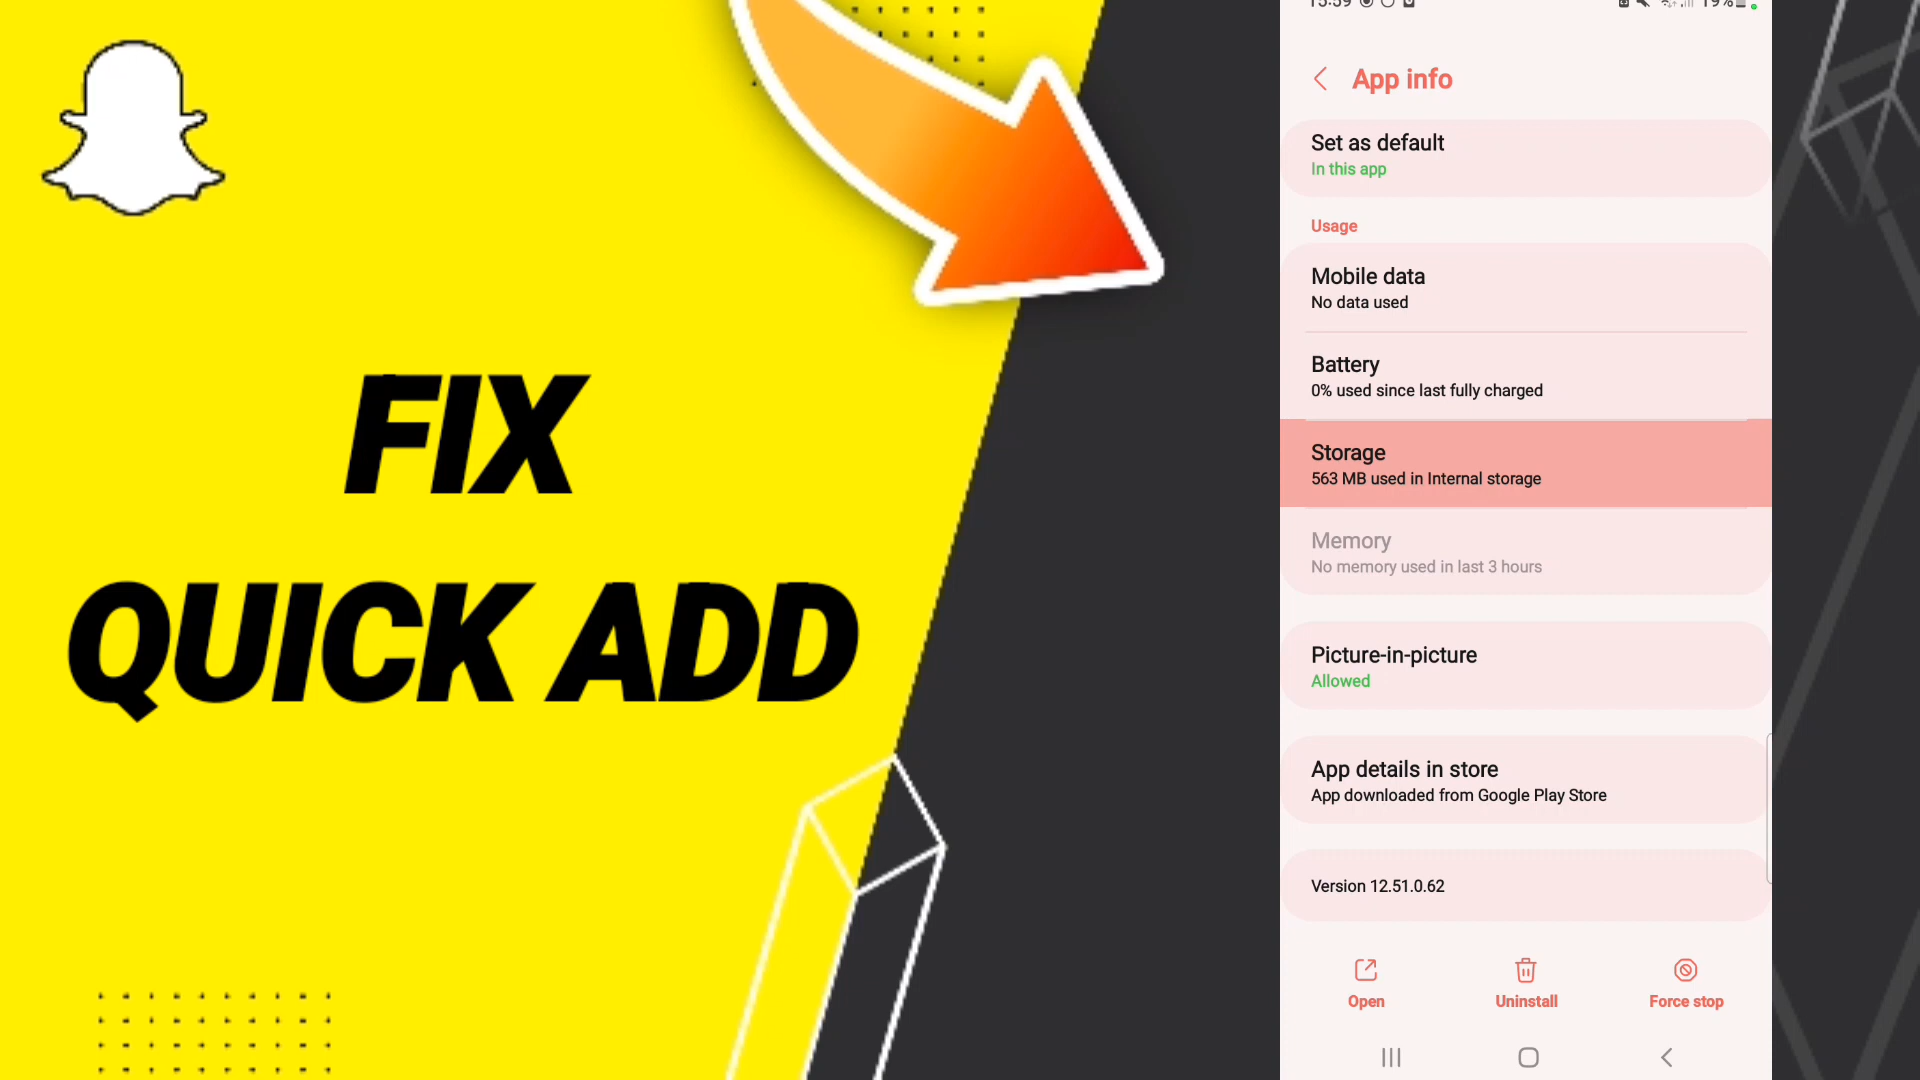 FIX
QUICK ADD
15:59
19%
App info
Set as default
In this app
Usage
Mobile data
No data used
Battery
0% used since last fully charged
Storage
563 MB used in Internal storage
Memory
No memory used in last 3 hours
Picture-in-picture
Allowed
App details in store
App downloaded from Google Play Store
Version 12.51.0.62
Open
Uninstall
Force stop